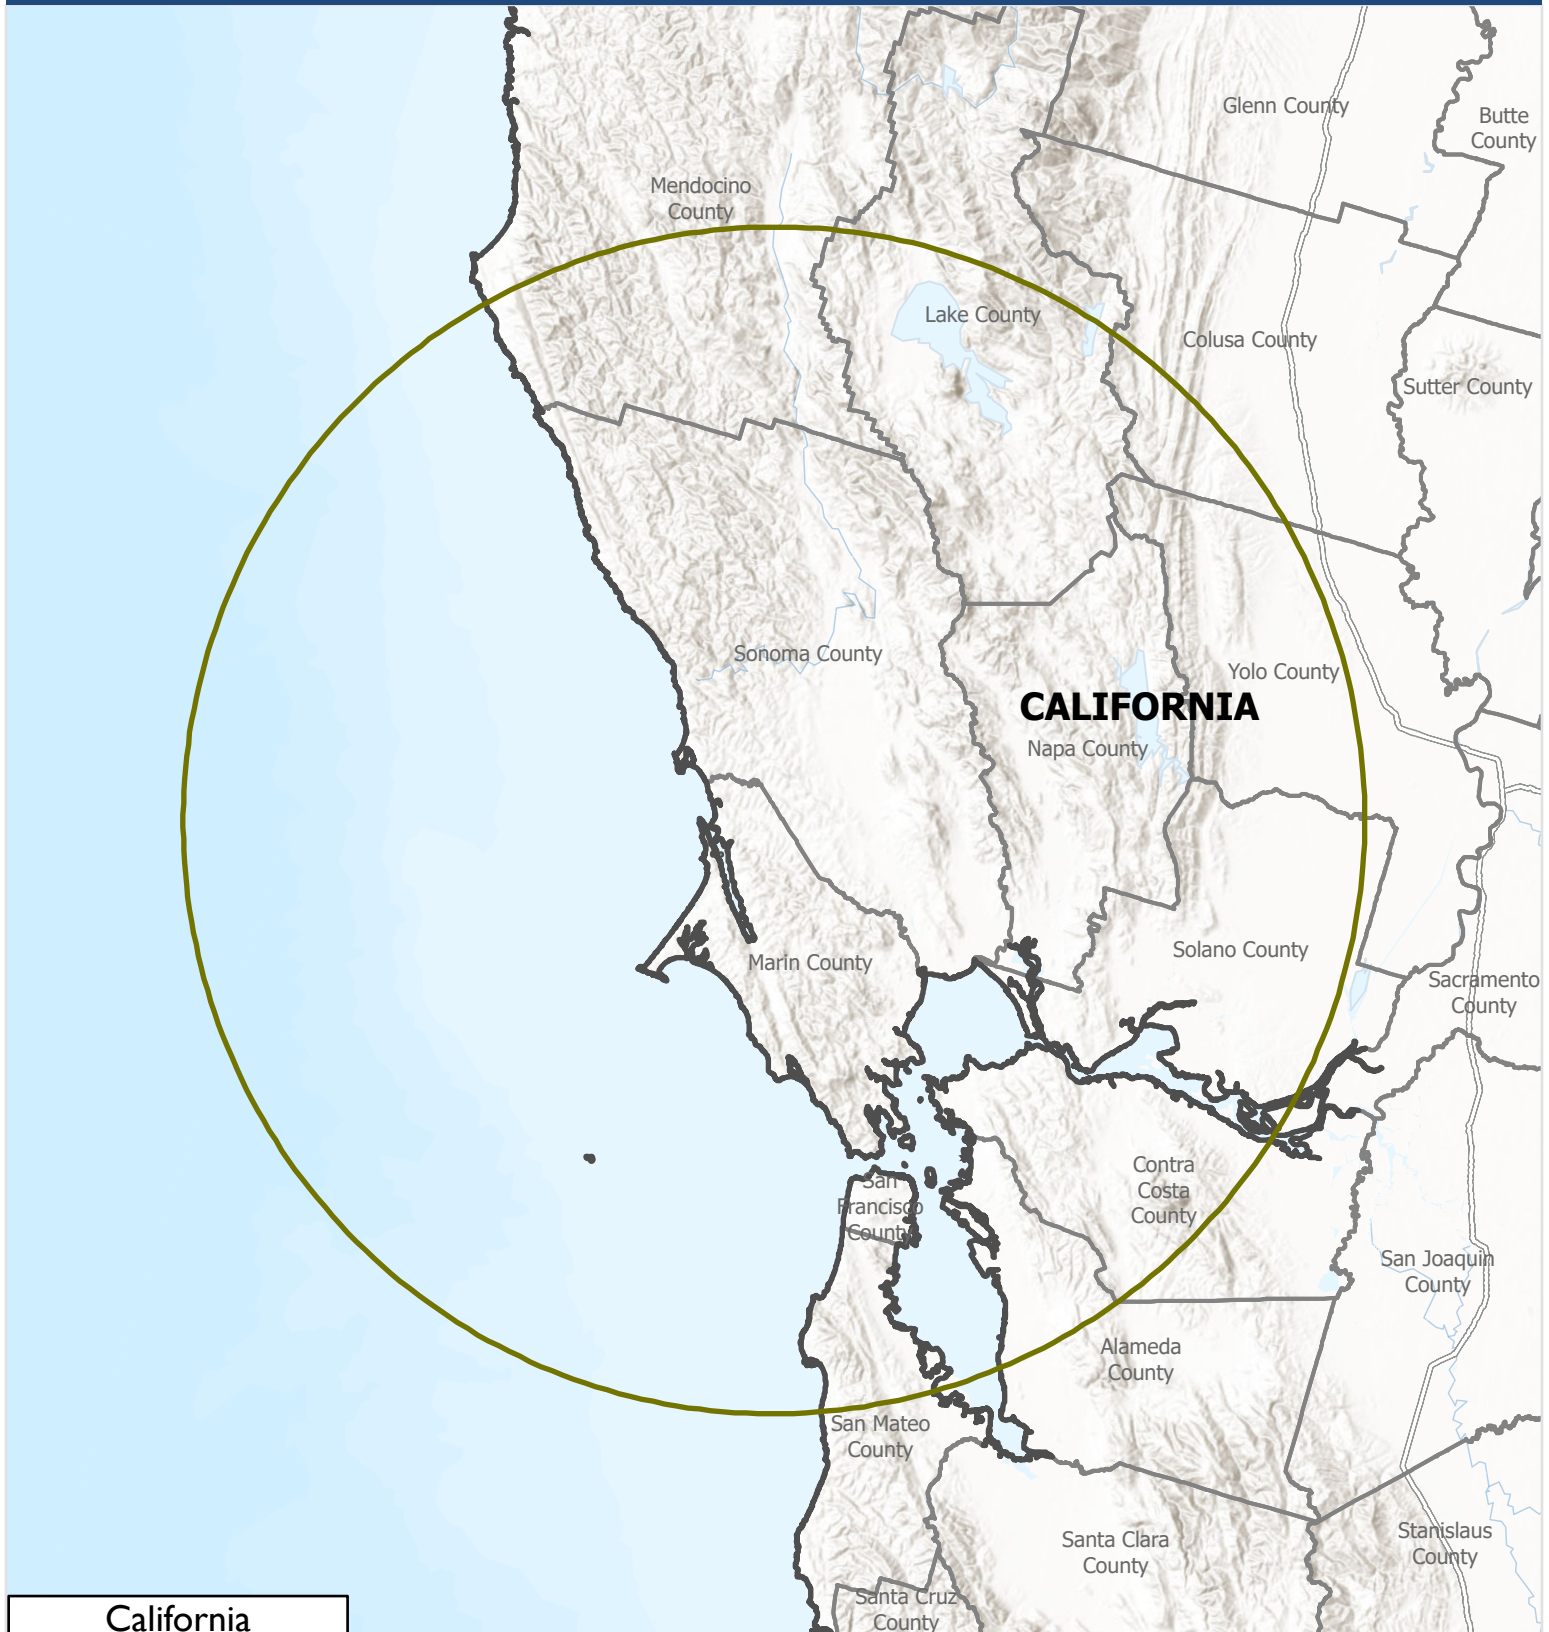 Glenn County
Butte
County
Mendocino
County
Lake County
Colusa County
Sutter County
Sonoma County
Yolo County
CALIFORNIA
Napa County
Solano County
Marin County
Sacramento
County
Contra
Costa
County
San
Francisco
County
San Joaquin
County
Alameda
County
San Mateo
County
Santa Clara
County
Stanislaus
County
Santa Cruz
County
California